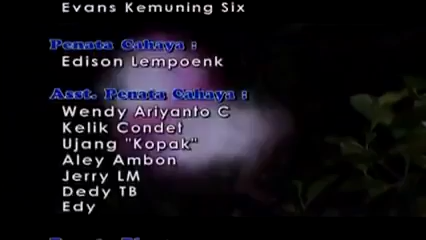 Evans Kemuning Six
Penata Cahaya :
Edison Lempoenk
Asst. Penata Cahaya :
Wendy Ariyanto C
Kelik Condet
Ujang "Kopak"
Aley Ambon
Jerry LM
Dedy TB
Edy